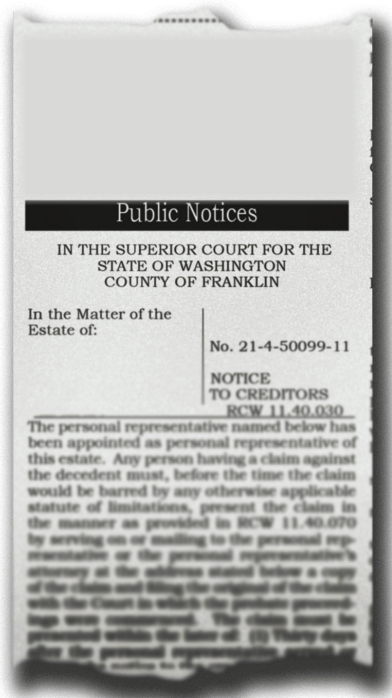 Public Notices
IN THE SUPERIOR COURT FOR THE
STATE OF WASHINGTON
COUNTY OF FRANKLIN
In the Matter of the
Estate of:
No. 21-4-50099-11
NOTICE
TO CREDITORS
RCW 11.40.030
The personal representative named below has
been appointed as personal representative of
this estate. Any person having a claim against
the decedent must, before the time the claim
would be barred by any otherwise applicable
statute of limitations, present the claim in
the manner as provided in RCW 11.40.070
by serving on or mailing to the personal rep-
resentative or the personal representative's
attorney at the address stated below a copy
of the claim and filing the original of the claim
with the Court in which the probate proceed-
ings were commenced. The claim must be
presented within the later of: (1) Thirty days
after the personal representative